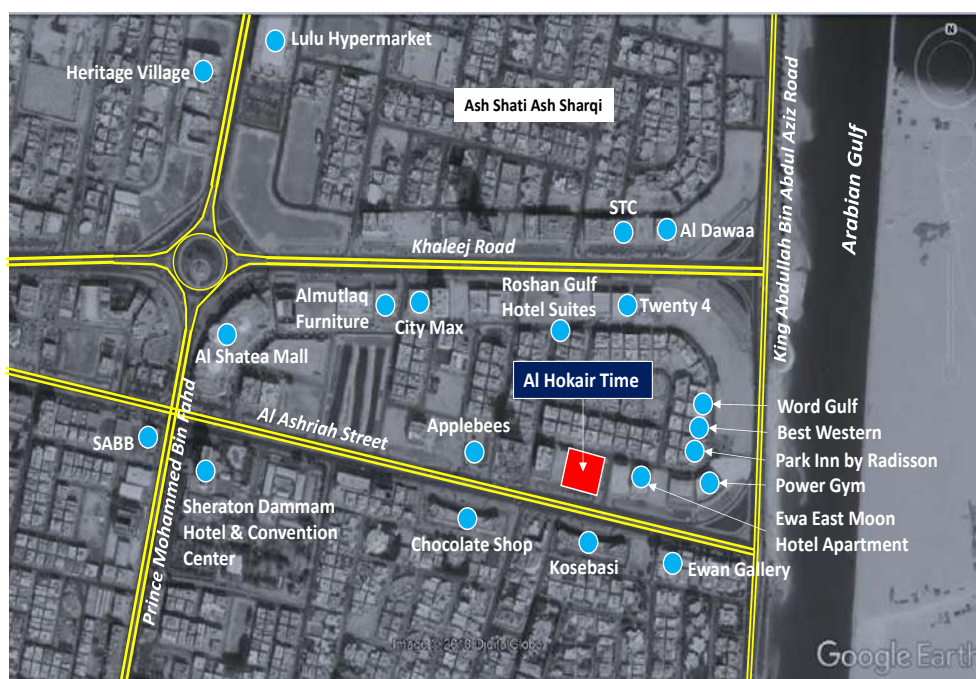 Lulu Hypermarket
Heritage Village
N
Ash Shati Ash Sharqi
King Abdullah Bin Abdul Aziz Road
Arabian Gulf
STC
Al Dawaa
Khaleej Road
Roshan Gulf
Hotel Suites
Almutlaq
Furniture
City Max
Twenty 4
Al Shatea Mall
Al Hokair Time
Al Ashriah Street
Applebees
Word Gulf
Best Western
Park Inn by Radisson
Power Gym
Ewa East Moon
Hotel Apartment
SABB
Sheraton Dammam
Hotel & Convention
Center
Chocolate Shop
Kosebasi
Ewan Gallery
Prince Mohammed Bin Fahd
Image © 2018 DigitalGlobe
Google Earth